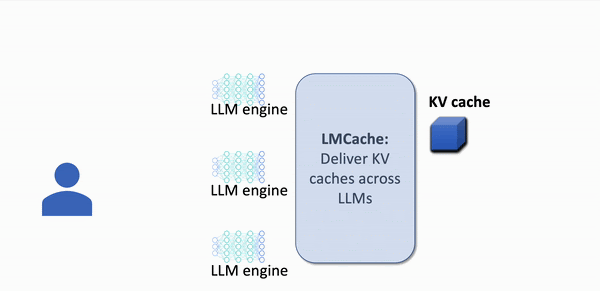 LLM engine
LLM engine
LLM engine
LMCache:
Deliver KV
caches across
LLMs
KV cache